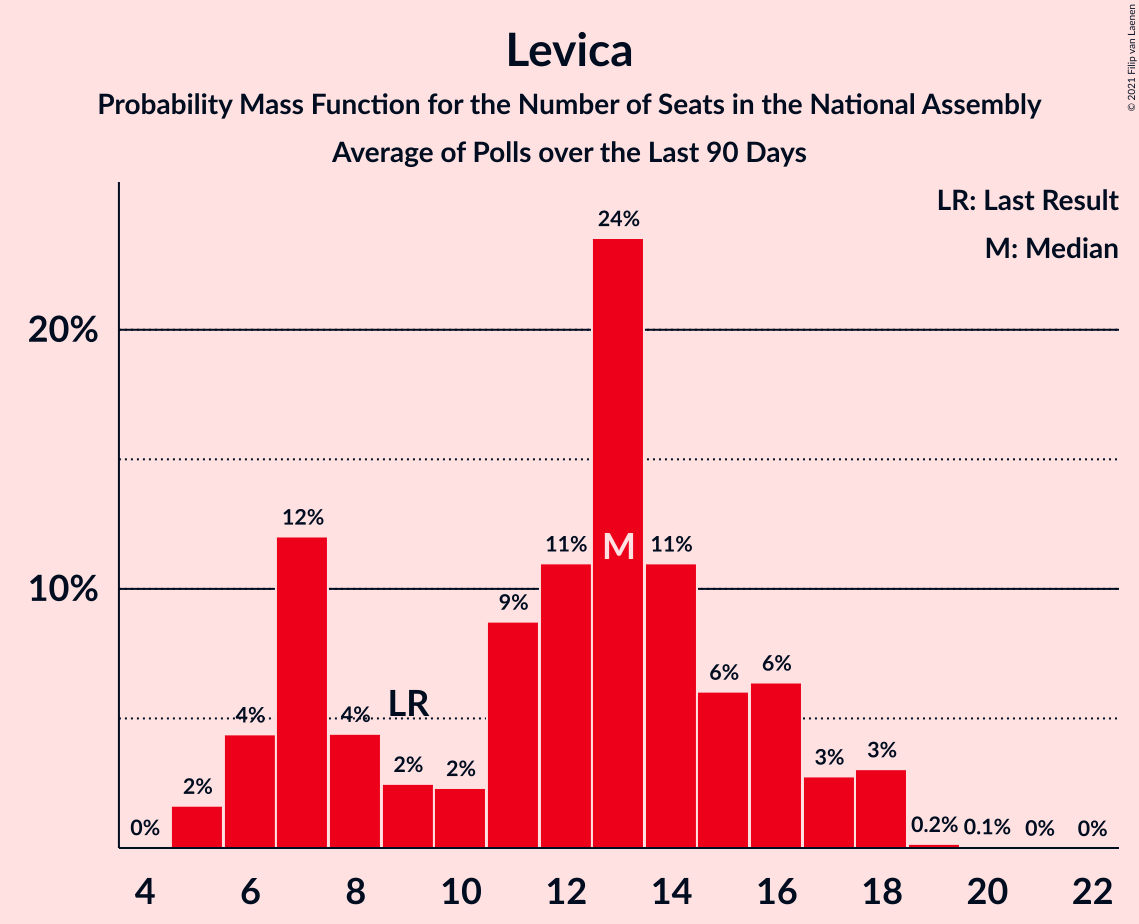 Levica
Probability Mass Function for the Number of Seats in the National Assembly
Average of Polls over the Last 90 Days
© 2021 Filip van Laenen
LR: Last Result
M: Median
20%
10%
0%
2%
4%
12%
4%
LR
2%
2%
9%
11%
24%
M
11%
6%
6%
3%
3%
0.2%
0.1%
0%
0%
4 6 8 10 12 14 16 18 20 22